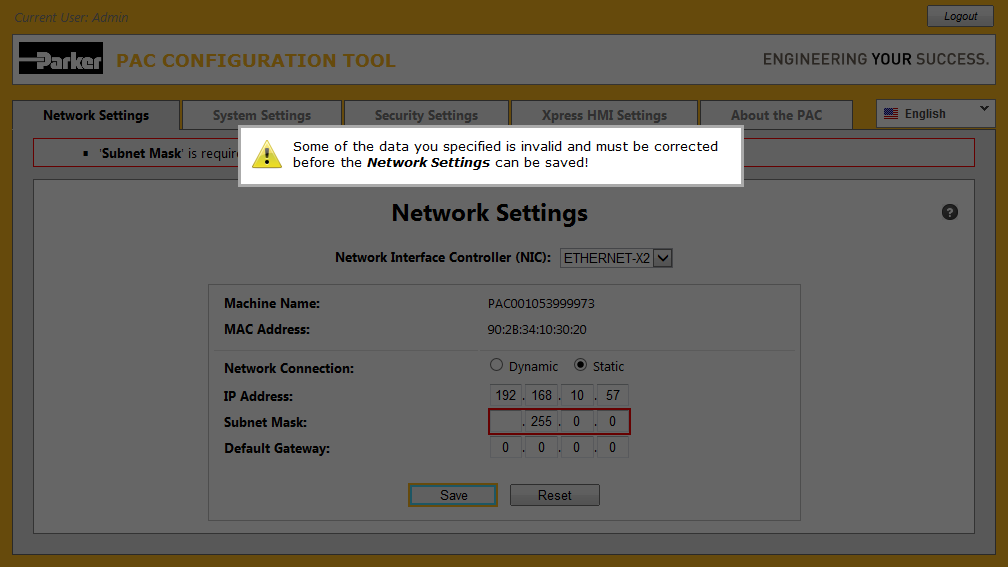 Current User: Admin
Logout
Parker
PAC CONFIGURATION TOOL
ENGINEERING YOUR SUCCESS.
Network Settings
System Settings
Security Settings
Xpress HMI Settings
About the PAC
English
'Subnet Mask' is
Some of the data you specified is invalid and must be corrected
before the Network Settings can be saved!
Network Settings
?
Network Interface Controller (NIC): ETHERNET-X2
Machine Name: PAC001053999973
MAC Address: 90:2B:34:10:30:20
Network Connection: Dynamic Static
IP Address: 192 . 168 . 10 . 57
Subnet Mask: . 255 . 0 . 0
Default Gateway: 0 . 0 . 0 . 0
Save
Reset